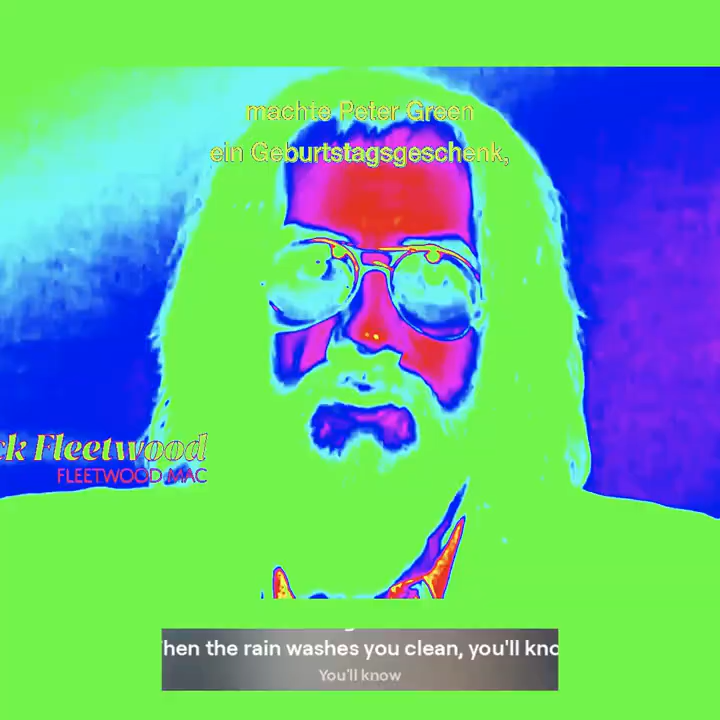 machte Peter Green
ein Geburtstagsgeschenk,
ck Fleetwood
FLEETWOOD MAC
hen the rain washes you clean, you'll kno
You'll know